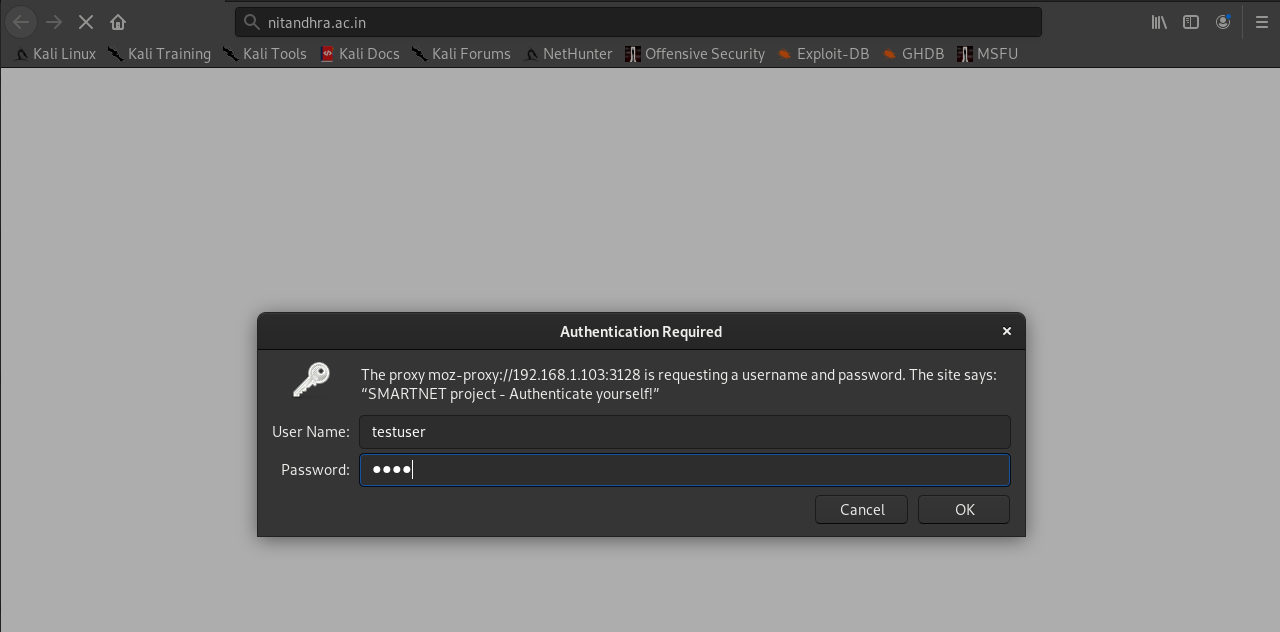 nitandhra.ac.in
Kali Linux Kali Training Kali Tools Kali Docs Kali Forums NetHunter Offensive Security Exploit-DB GHDB MSFU
Authentication Required
The proxy moz-proxy://192.168.1.103:3128 is requesting a username and password. The site says:
“SMARTNET project - Authenticate yourself!”
User Name: testuser
Password: ●●●●
Cancel OK